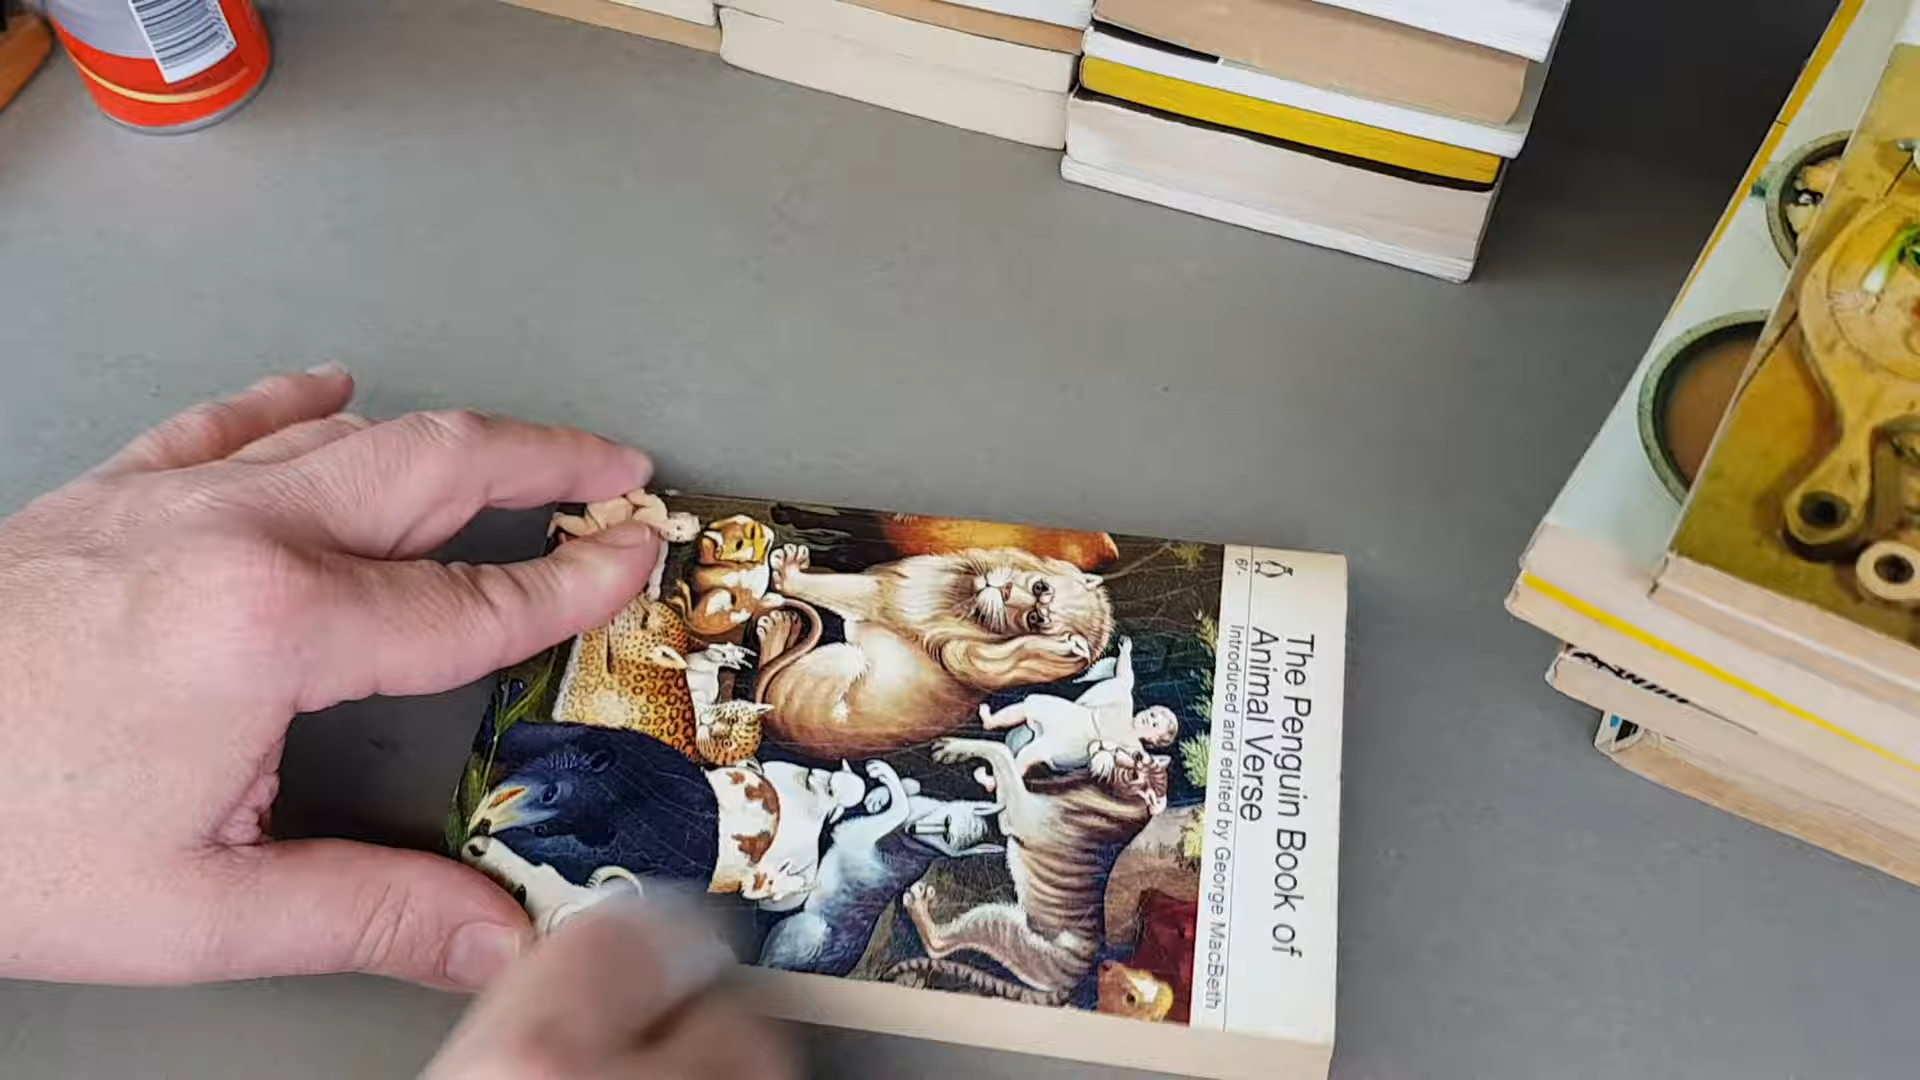 The Penguin Book of
Animal Verse
Introduced and edited by George MacBeth
6/-